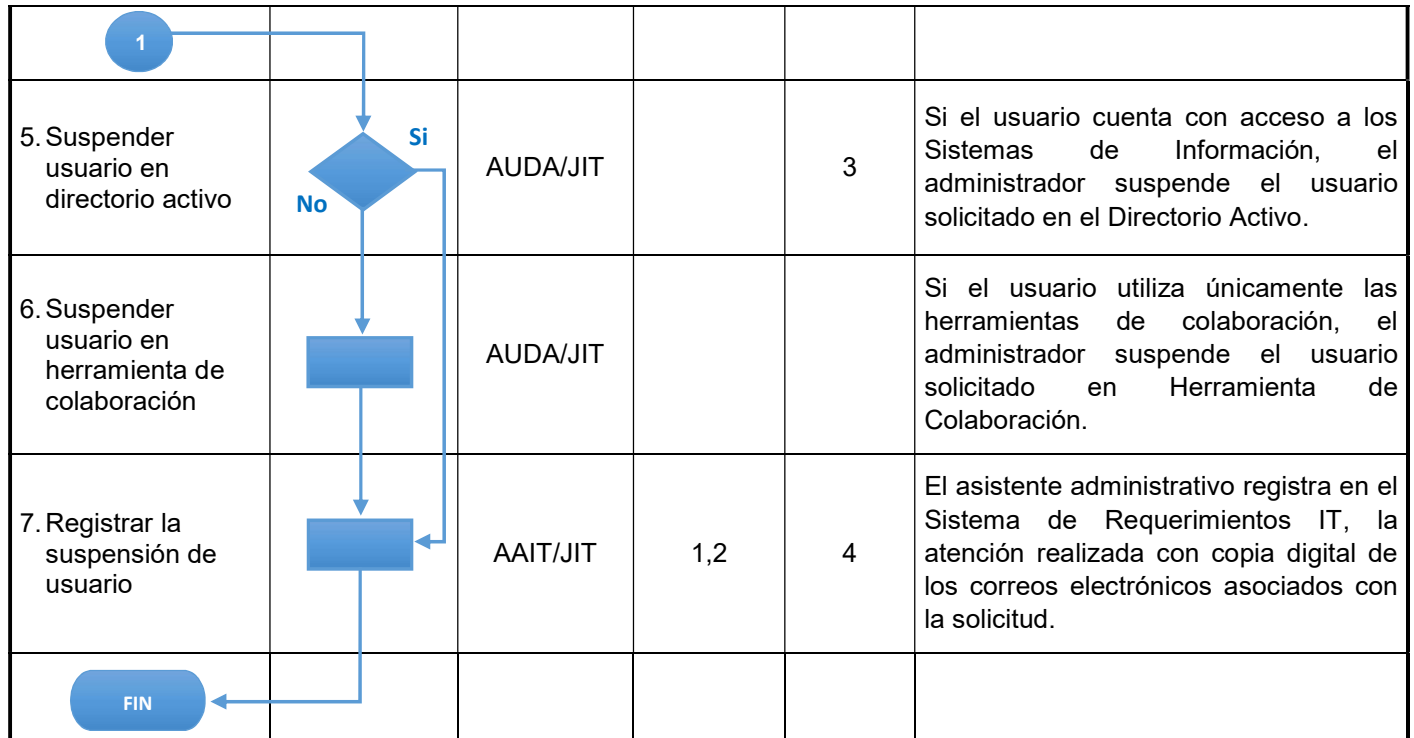 1
5. Suspender
usuario en
directorio activo
Si
No
AUDA/JIT
3
Si el usuario cuenta con acceso a los
Sistemas de Información, el
administrador suspende el usuario
solicitado en el Directorio Activo.
6. Suspender
usuario en
herramienta de
colaboración
AUDA/JIT
Si el usuario utiliza únicamente las
herramientas de colaboración, el
administrador suspende el usuario
solicitado en Herramienta de
Colaboración.
7. Registrar la
suspensión de
usuario
AAIT/JIT
1,2
4
El asistente administrativo registra en el
Sistema de Requerimientos IT, la
atención realizada con copia digital de
los correos electrónicos asociados con
la solicitud.
FIN